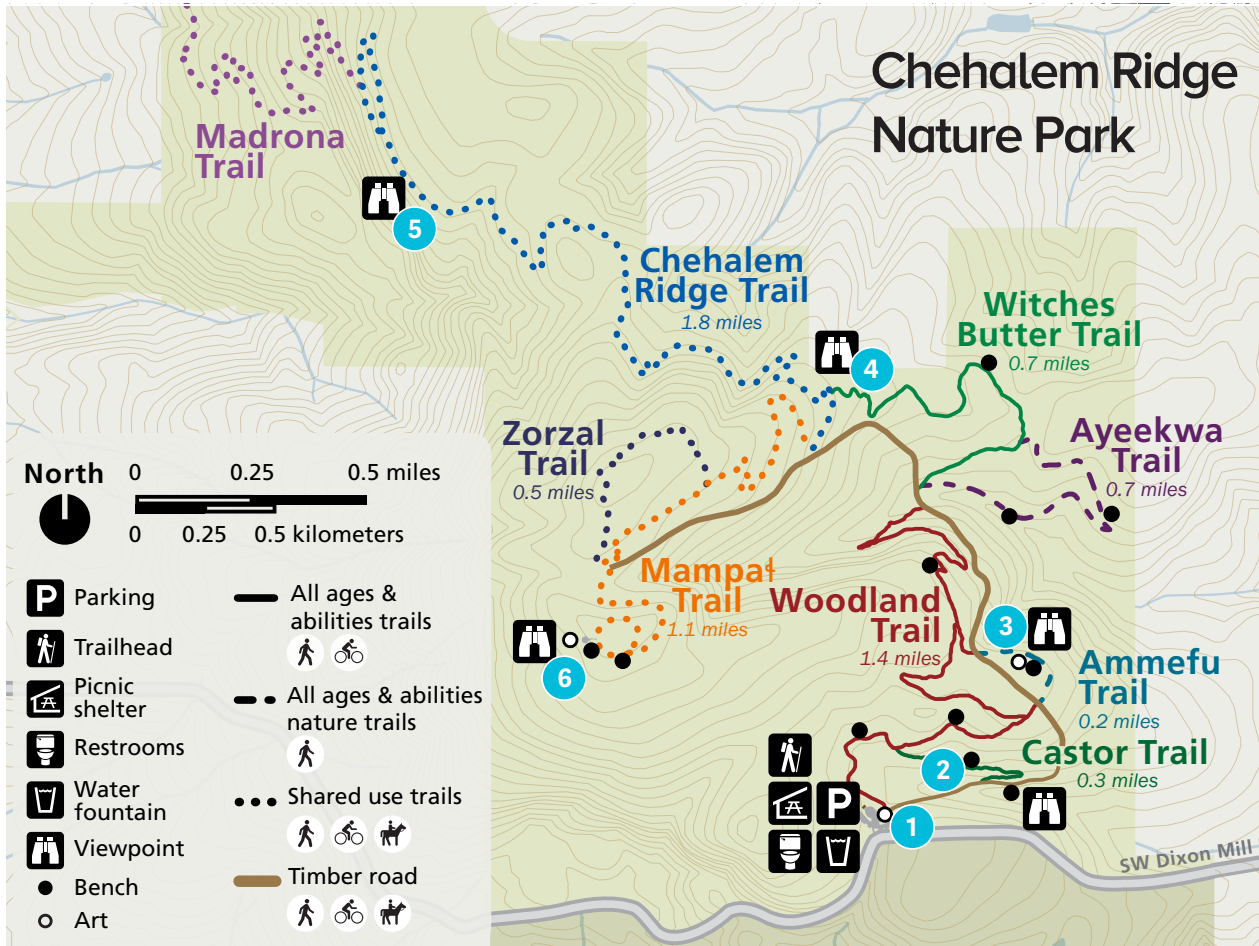 Chehalem Ridge
Nature Park
Madrona
Trail
5
Chehalem
Ridge Trail
1.8 miles
4
Witches
Butter Trail
0.7 miles
Zorzal
Trail
0.5 miles
Ayeekwa
Trail
0.7 miles
Mampaɬ
Trail
1.1 miles
Woodland
Trail
1.4 miles
3
6
Ammefu
Trail
0.2 miles
2
Castor Trail
0.3 miles
1
SW Dixon Mill
North
0 0.25 0.5 miles
0 0.25 0.5 kilometers
P Parking
Trailhead
Picnic
shelter
Restrooms
Water
fountain
Viewpoint
Bench
Art
All ages &
abilities trails
All ages & abilities
nature trails
Shared use trails
Timber road
P